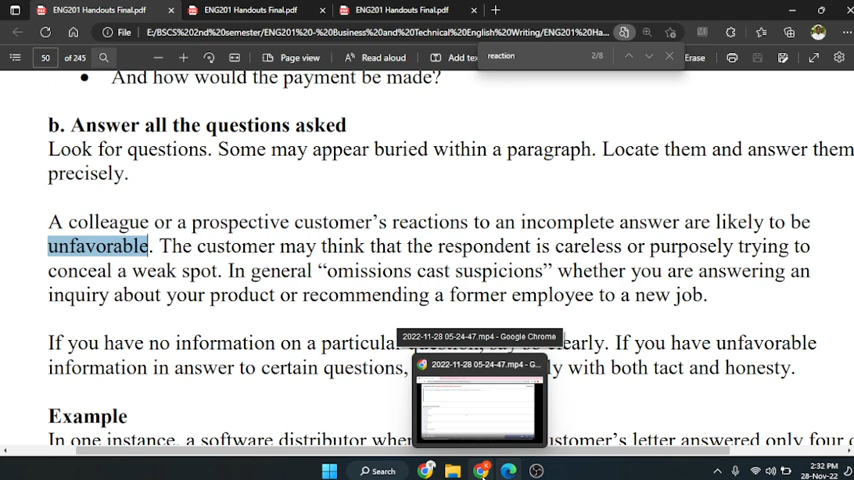 ENG201 Handouts Final.pdf
ENG201 Handouts Final.pdf
ENG201 Handouts Final.pdf
File
E:/BSCS%202nd%20semester/ENG201%20-%20Business%20and%20Technical%20English%20Writing/ENG201%20Ha...
50 of 245
Page view
Read aloud
Add tex
reaction
2/8
Erase
• And how would the payment be made?
b. Answer all the questions asked
Look for questions. Some may appear buried within a paragraph. Locate them and answer them
precisely.
A colleague or a prospective customer's reactions to an incomplete answer are likely to be
unfavorable. The customer may think that the respondent is careless or purposely trying to
conceal a weak spot. In general “omissions cast suspicions” whether you are answering an
inquiry about your product or recommending a former employee to a new job.
2022-11-28 05-24-47.mp4 - Google Chrome
If you have no information on a particular question, say so clearly. If you have unfavorable
2022-11-28 05-24-47.mp4 - G...
information in answer to certain questions, ly with both tact and honesty.
Example
In one instance, a software distributor when ustomer's letter answered only four o
Search
2:32 PM
28-Nov-22